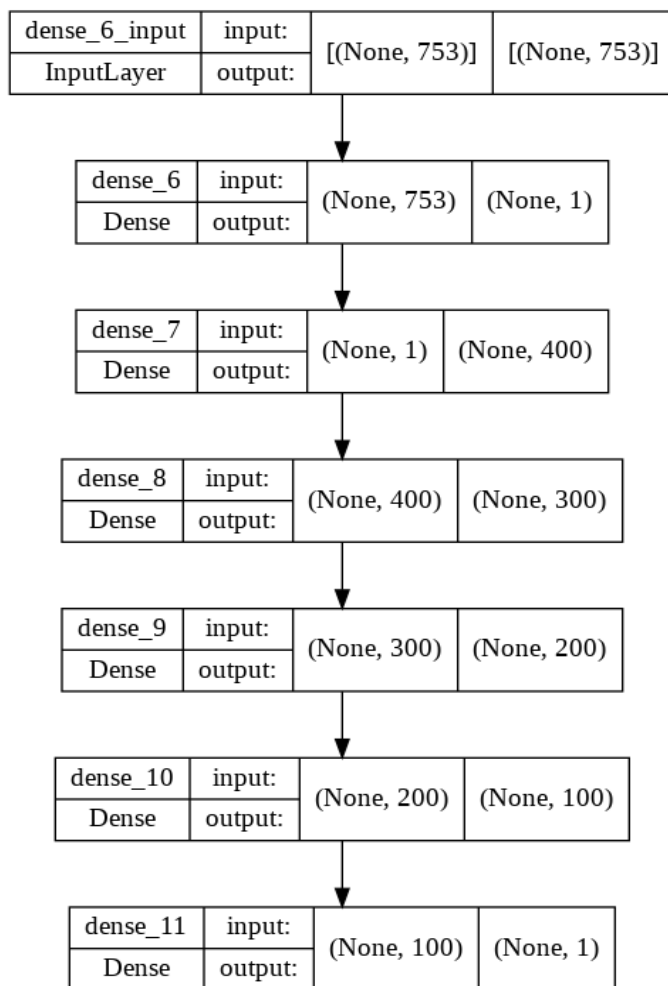 dense_6_input input: [(None, 753)] [(None, 753)]
InputLayer output:
dense_6 input: (None, 753) (None, 1)
Dense output:
dense_7 input: (None, 1) (None, 400)
Dense output:
dense_8 input: (None, 400) (None, 300)
Dense output:
dense_9 input: (None, 300) (None, 200)
Dense output:
dense_10 input: (None, 200) (None, 100)
Dense output:
dense_11 input: (None, 100) (None, 1)
Dense output: